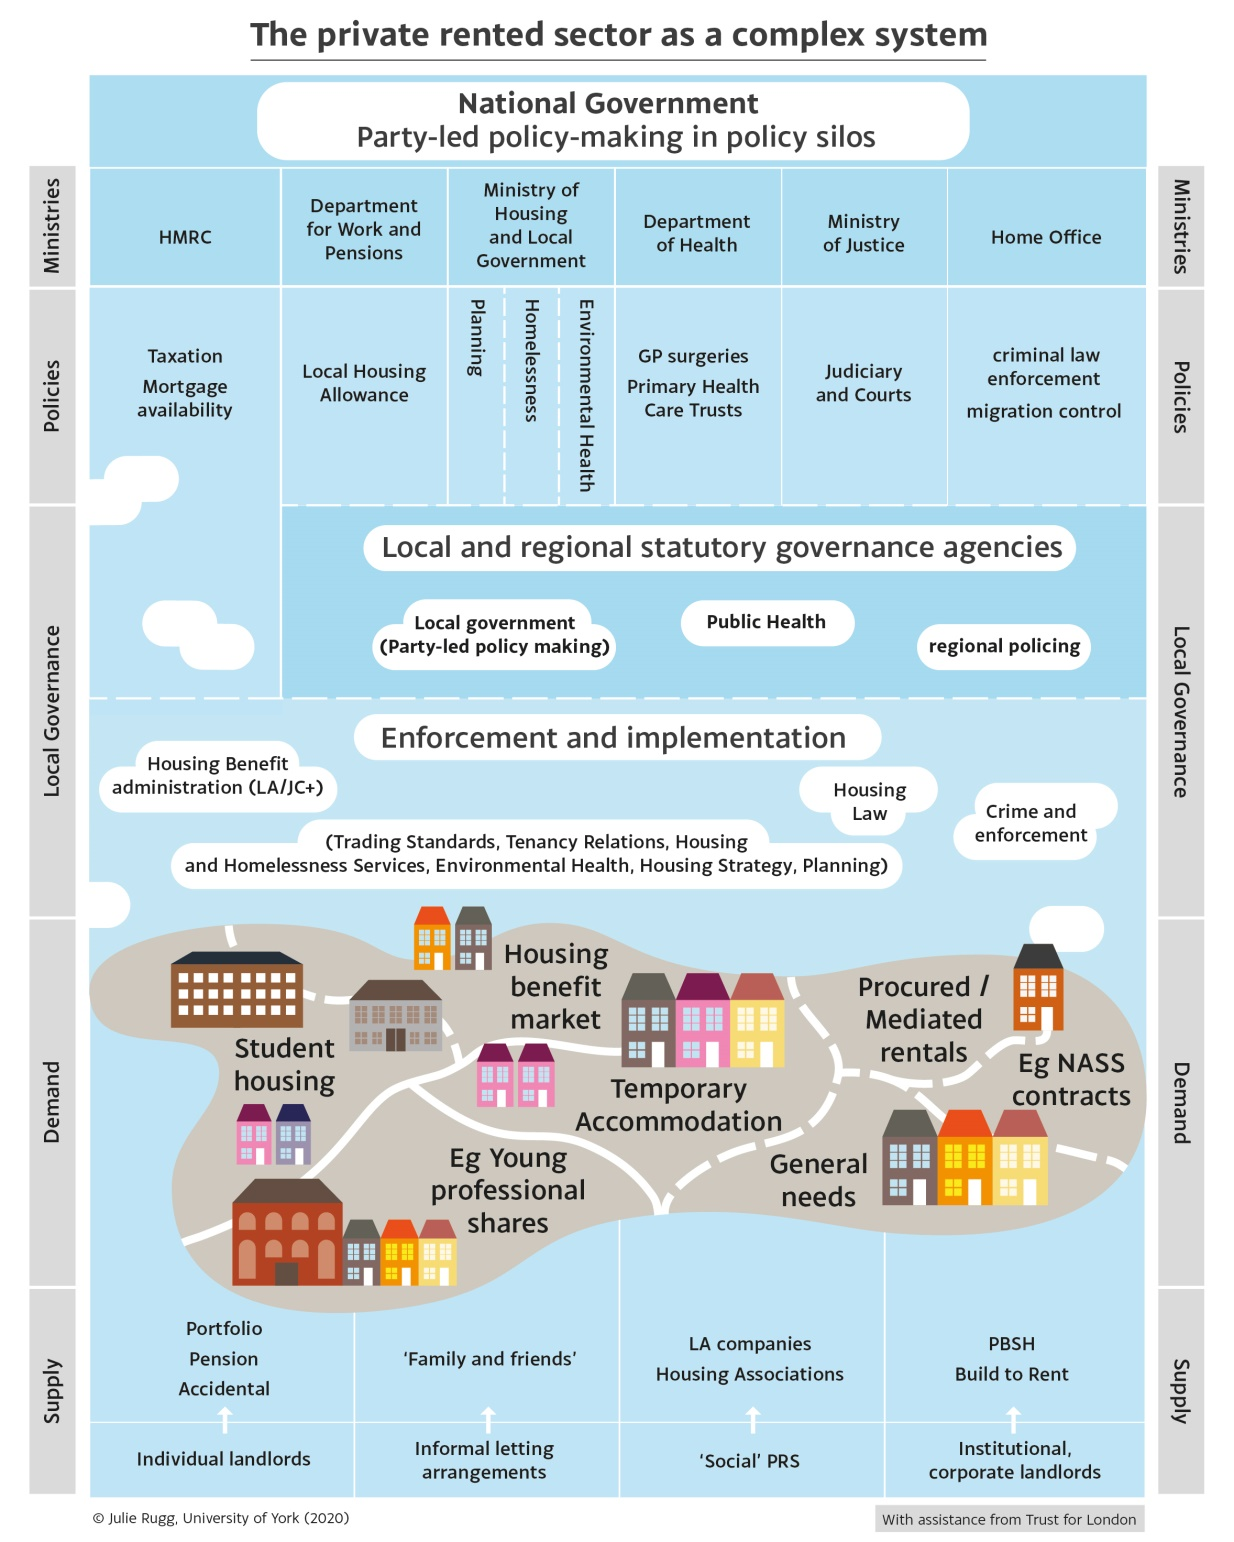 The private rented sector as a complex system
National Government
Party-led policy-making in policy silos
Ministries
HMRC
Department
for Work and
Pensions
Ministry of
Housing
and Local
Government
Department
of Health
Ministry
of Justice
Home Office
Ministries
Policies
Taxation
Mortgage
availability
Local Housing
Allowance
Planning
Homelessness
Environmental Health
GP surgeries
Primary Health
Care Trusts
Judiciary
and Courts
criminal law
enforcement
migration control
Policies
Local Governance
Local and regional statutory governance agencies
Local government
(Party-led policy making)
Public Health
regional policing
Local Governance
Enforcement and implementation
Housing Benefit
administration (LA/JC+)
Housing
Law
Crime and
enforcement
(Trading Standards, Tenancy Relations, Housing
and Homelessness Services, Environmental Health, Housing Strategy, Planning)
Demand
Student
housing
Housing
benefit
market
Temporary
Accommodation
Procured /
Mediated
rentals
Eg NASS
contracts
Eg Young
professional
shares
General
needs
Demand
Supply
Portfolio
Pension
Accidental
‘Family and friends’
LA companies
Housing Associations
PBSH
Build to Rent
Individual landlords
Informal letting
arrangements
‘Social’ PRS
Institutional,
corporate landlords
Supply
© Julie Rugg, University of York (2020)
With assistance from Trust for London